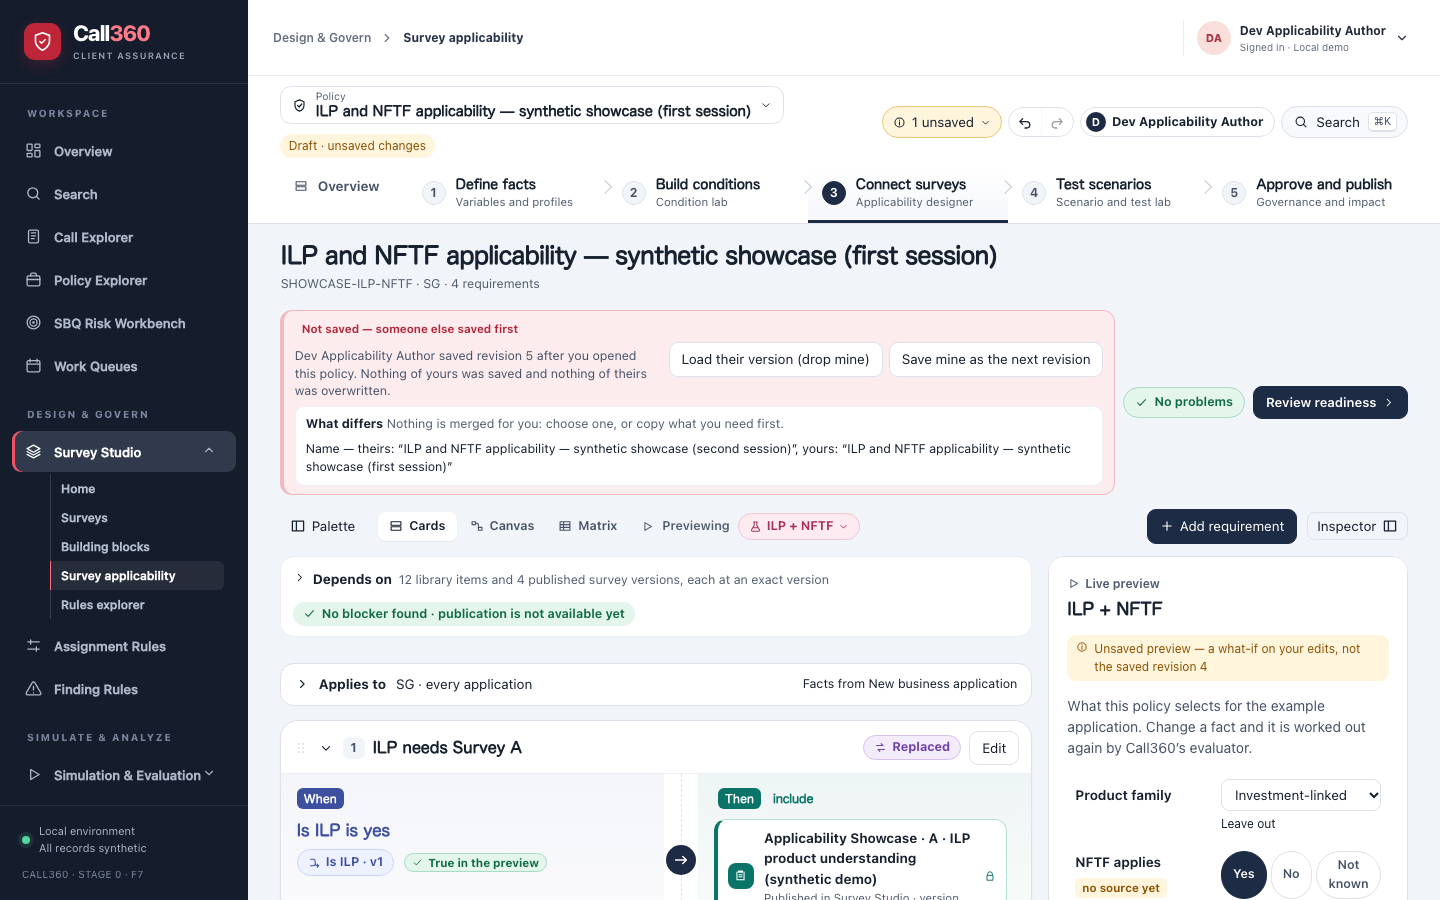 Call360
CLIENT ASSURANCE
WORKSPACE
Overview
Search
Call Explorer
Policy Explorer
SBQ Risk Workbench
Work Queues
DESIGN & GOVERN
Survey Studio
Home
Surveys
Building blocks
Survey applicability
Rules explorer
Assignment Rules
Finding Rules
SIMULATE & ANALYZE
Simulation & Evaluation
Local environment
All records synthetic
CALL360 · STAGE 0 · F7
Design & Govern
Survey applicability
DA
Dev Applicability Author
Signed in · Local demo
Policy
ILP and NFTF applicability — synthetic showcase (first session)
Draft · unsaved changes
1 unsaved
D
Dev Applicability Author
Search
⌘K
Overview
1
Define facts
Variables and profiles
2
Build conditions
Condition lab
3
Connect surveys
Applicability designer
4
Test scenarios
Scenario and test lab
5
Approve and publish
Governance and impact
ILP and NFTF applicability — synthetic showcase (first session)
SHOWCASE-ILP-NFTF · SG · 4 requirements
Not saved — someone else saved first
Dev Applicability Author saved revision 5 after you opened
this policy. Nothing of yours was saved and nothing of theirs
was overwritten.
Load their version (drop mine)
Save mine as the next revision
What differs Nothing is merged for you: choose one, or copy what you need first.
Name — theirs: “ILP and NFTF applicability — synthetic showcase (second session)”, yours: “ILP and NFTF applicability — synthetic
showcase (first session)”
No problems
Review readiness
Palette
Cards
Canvas
Matrix
Previewing
ILP + NFTF
Add requirement
Inspector
Depends on 12 library items and 4 published survey versions, each at an exact version
No blocker found · publication is not available yet
Applies to SG · every application
Facts from New business application
1
ILP needs Survey A
Replaced
Edit
When
Is ILP is yes
Is ILP · v1
True in the preview
Then
include
Applicability Showcase · A · ILP
product understanding
(synthetic demo)
Published in Survey Studio · version
Live preview
ILP + NFTF
Unsaved preview — a what-if on your edits, not
the saved revision 4
What this policy selects for the example
application. Change a fact and it is worked out
again by Call360’s evaluator.
Product family
Investment-linked
Leave out
NFTF applies
no source yet
Yes
No
Not
known